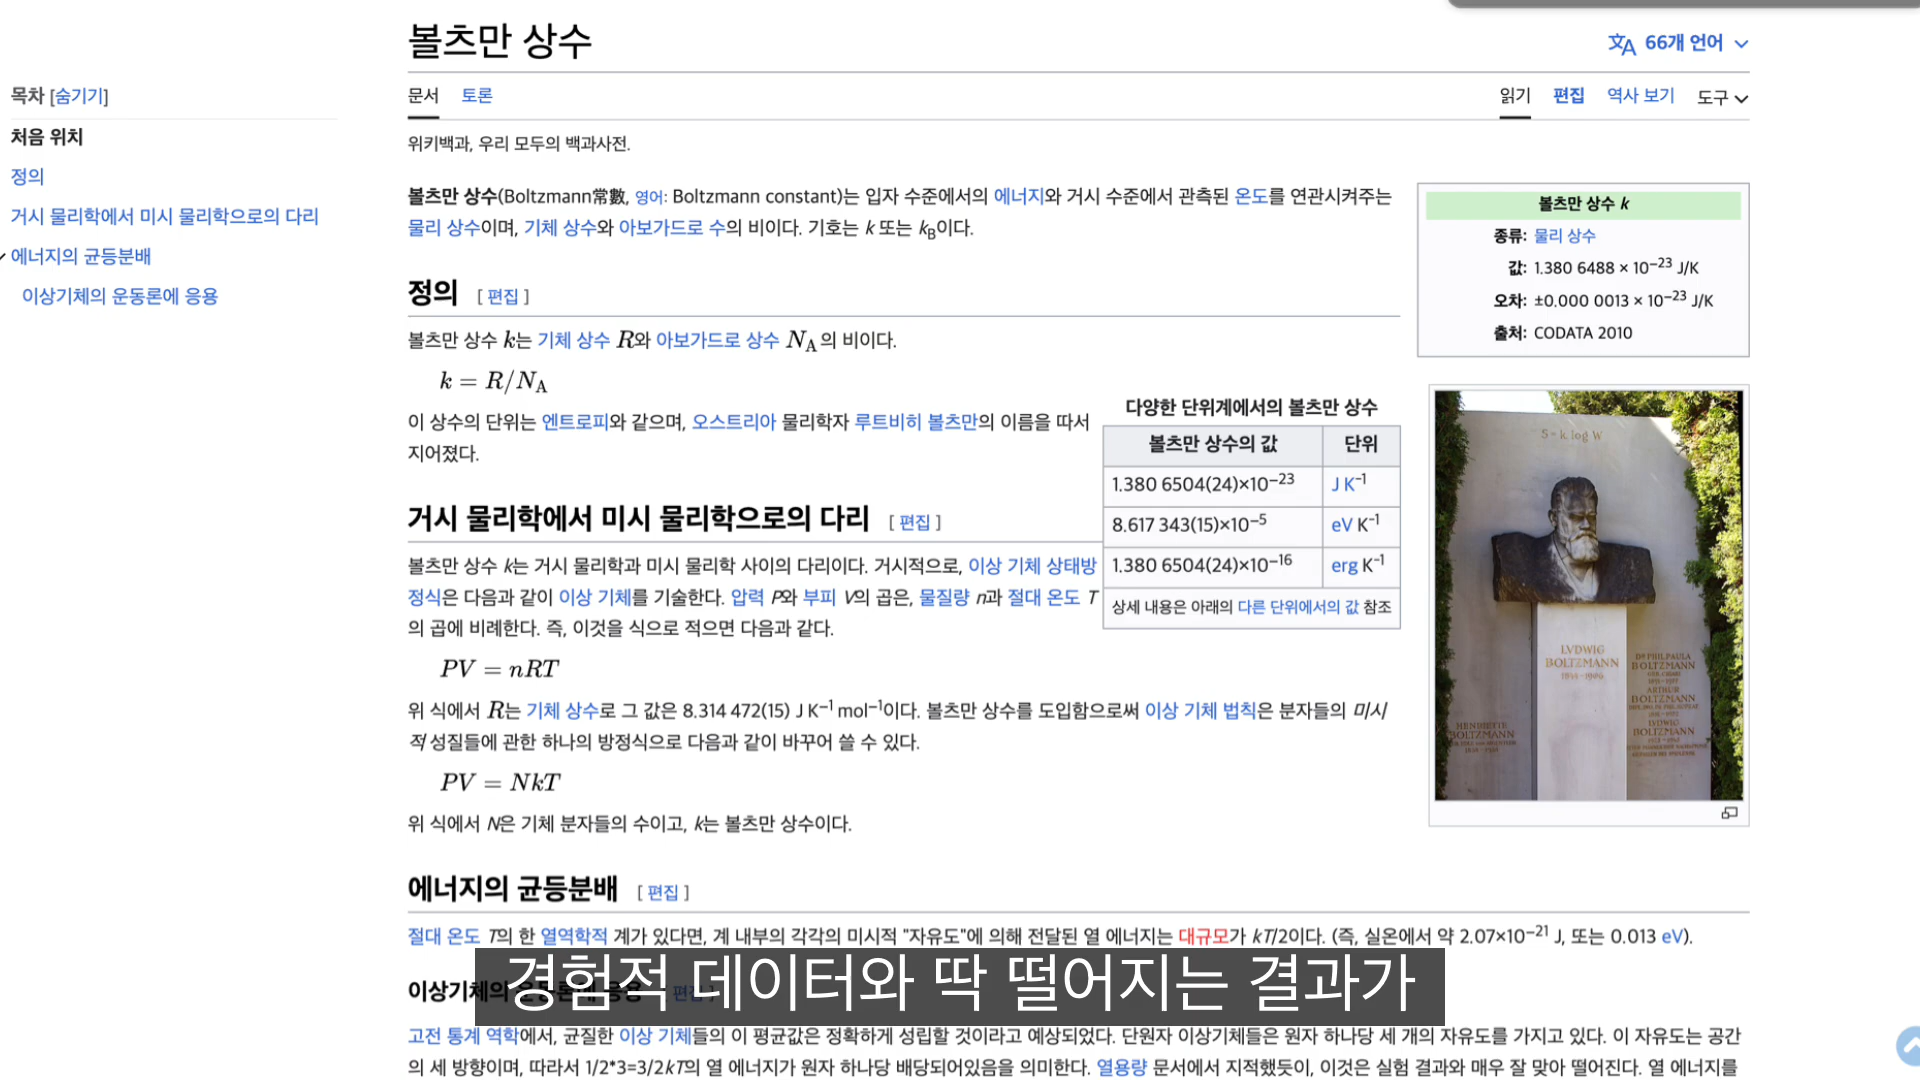 볼츠만 상수
66개 언어
목차 [숨기기]
처음 위치
정의
거시 물리학에서 미시 물리학으로의 다리
에너지의 균등분배
이상기체의 운동론에 응용
문서 토론
읽기 편집 역사 보기 도구
위키백과, 우리 모두의 백과사전.
볼츠만 상수(Boltzmann常數, 영어: Boltzmann constant)는 입자 수준에서의 에너지와 거시 수준에서 관측된 온도를 연관시켜주는
물리 상수이며, 기체 상수와 아보가드로 수의 비이다. 기호는 k 또는 k_B이다.
볼츠만 상수 k
종류: 물리 상수
값: 1.380 6488 × 10⁻²³ J/K
오차: ±0.000 0013 × 10⁻²³ J/K
출처: CODATA 2010
정의 [ 편집 ]
볼츠만 상수 k는 기체 상수 R와 아보가드로 상수 N_A의 비이다.
k = R/N_A
이 상수의 단위는 엔트로피와 같으며, 오스트리아 물리학자 루트비히 볼츠만의 이름을 따서
지어졌다.
다양한 단위계에서의 볼츠만 상수
볼츠만 상수의 값 단위
1.380 6504(24)×10⁻²³ J K⁻¹
8.617 343(15)×10⁻⁵ eV K⁻¹
1.380 6504(24)×10⁻¹⁶ erg K⁻¹
상세 내용은 아래의 다른 단위에서의 값 참조
S = k. log W
LVDWIG
BOLTZMANN
1844-1906
DR PHIL PAULA
BOLTZMANN
ARTHUR
BOLTZMANN
LVDWIG
BOLTZMANN
HENRIETTE
BOLTZMANN
거시 물리학에서 미시 물리학으로의 다리 [ 편집 ]
볼츠만 상수 k는 거시 물리학과 미시 물리학 사이의 다리이다. 거시적으로, 이상 기체 상태방
정식은 다음과 같이 이상 기체를 기술한다. 압력 P와 부피 V의 곱은, 물질량 n과 절대 온도 T
의 곱에 비례한다. 즉, 이것을 식으로 적으면 다음과 같다.
PV = nRT
위 식에서 R는 기체 상수로 그 값은 8.314 472(15) J K⁻¹ mol⁻¹이다. 볼츠만 상수를 도입함으로써 이상 기체 법칙은 분자들의 미시
적 성질들에 관한 하나의 방정식으로 다음과 같이 바꾸어 쓸 수 있다.
PV = NkT
위 식에서 N은 기체 분자들의 수이고, k는 볼츠만 상수이다.
에너지의 균등분배 [ 편집 ]
절대 온도 T의 한 열역학적 계가 있다면, 계 내부의 각각의 미시적 "자유도"에 의해 전달된 열 에너지는 대규모가 kT/2이다. (즉, 실온에서 약 2.07×10⁻²¹ J, 또는 0.013 eV).
이상기체의 운동론에 응용 [ 편집 ]
경험적 데이터와 딱 떨어지는 결과가
고전 통계 역학에서, 균질한 이상 기체들의 이 평균값은 정확하게 성립할 것이라고 예상되었다. 단원자 이상기체들은 원자 하나당 세 개의 자유도를 가지고 있다. 이 자유도는 공간
의 세 방향이며, 따라서 1/2*3=3/2kT의 열 에너지가 원자 하나당 배당되어있음을 의미한다. 열용량 문서에서 지적했듯이, 이것은 실험 결과와 매우 잘 맞아 떨어진다. 열 에너지를